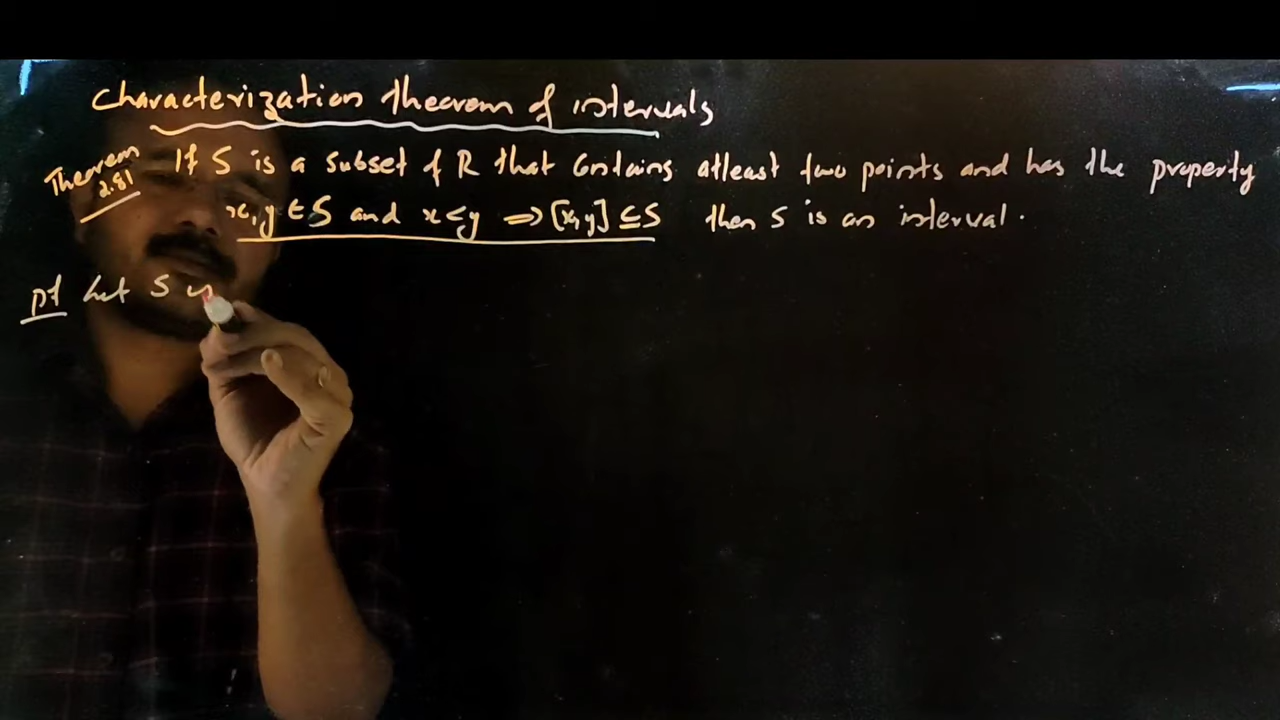 Characterization theorem of intervals
Theorem 2.81
If S is a subset of R that contains atleast two points and has the property
x, y ∈ S and x < y ⇒ [x, y] ⊆ S then S is an interval.
Pf Let S